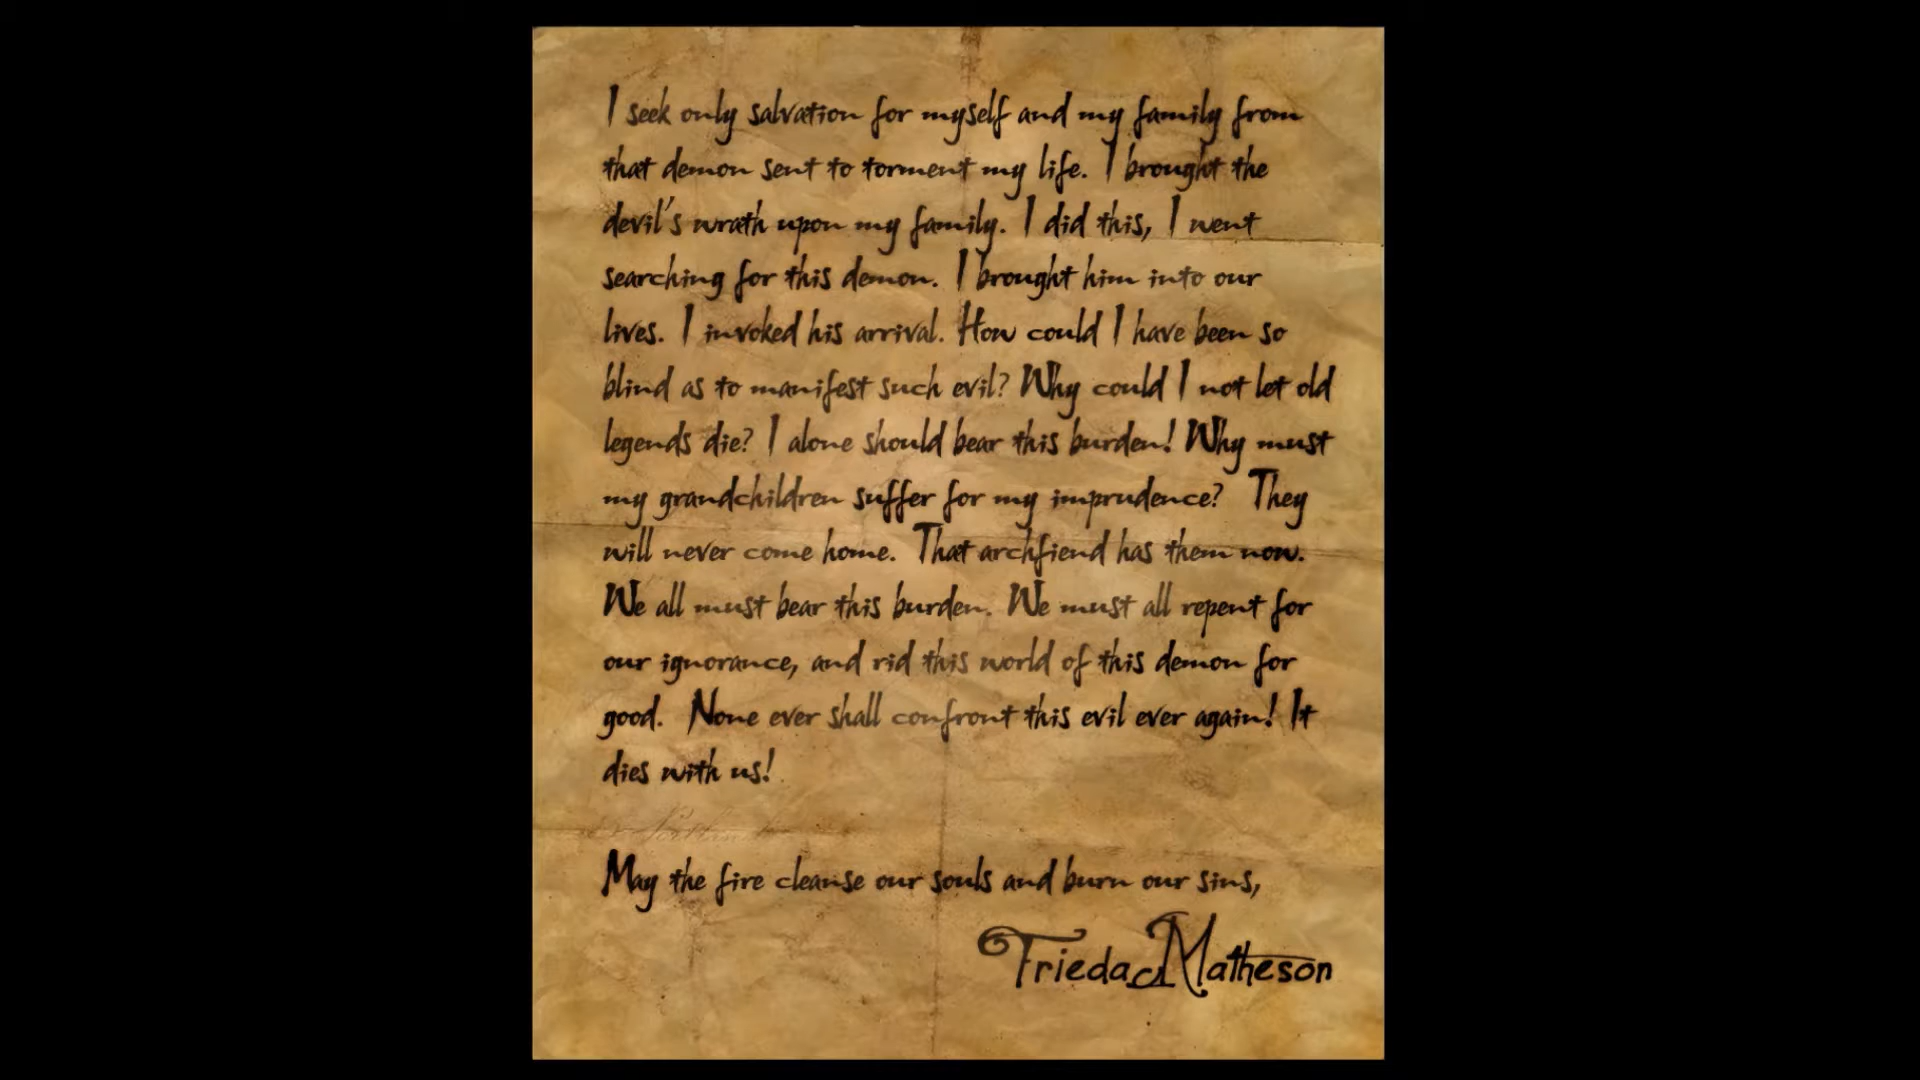 I seek only salvation for myself and my family from
that demon sent to torment my life. I brought the
devil's wrath upon my family. I did this, I went
searching for this demon. I brought him into our
lives. I invoked his arrival. How could I have been so
blind as to manifest such evil? Why could I not let old
legends die? I alone should bear this burden! Why must
my grandchildren suffer for my imprudence? They
will never come home. That archfiend has them now.
We all must bear this burden. We must all repent for
our ignorance, and rid this world of this demon for
good. None ever shall confront this evil ever again! It
dies with us!
May the fire cleanse our souls and burn our sins,
Frieda Matheson